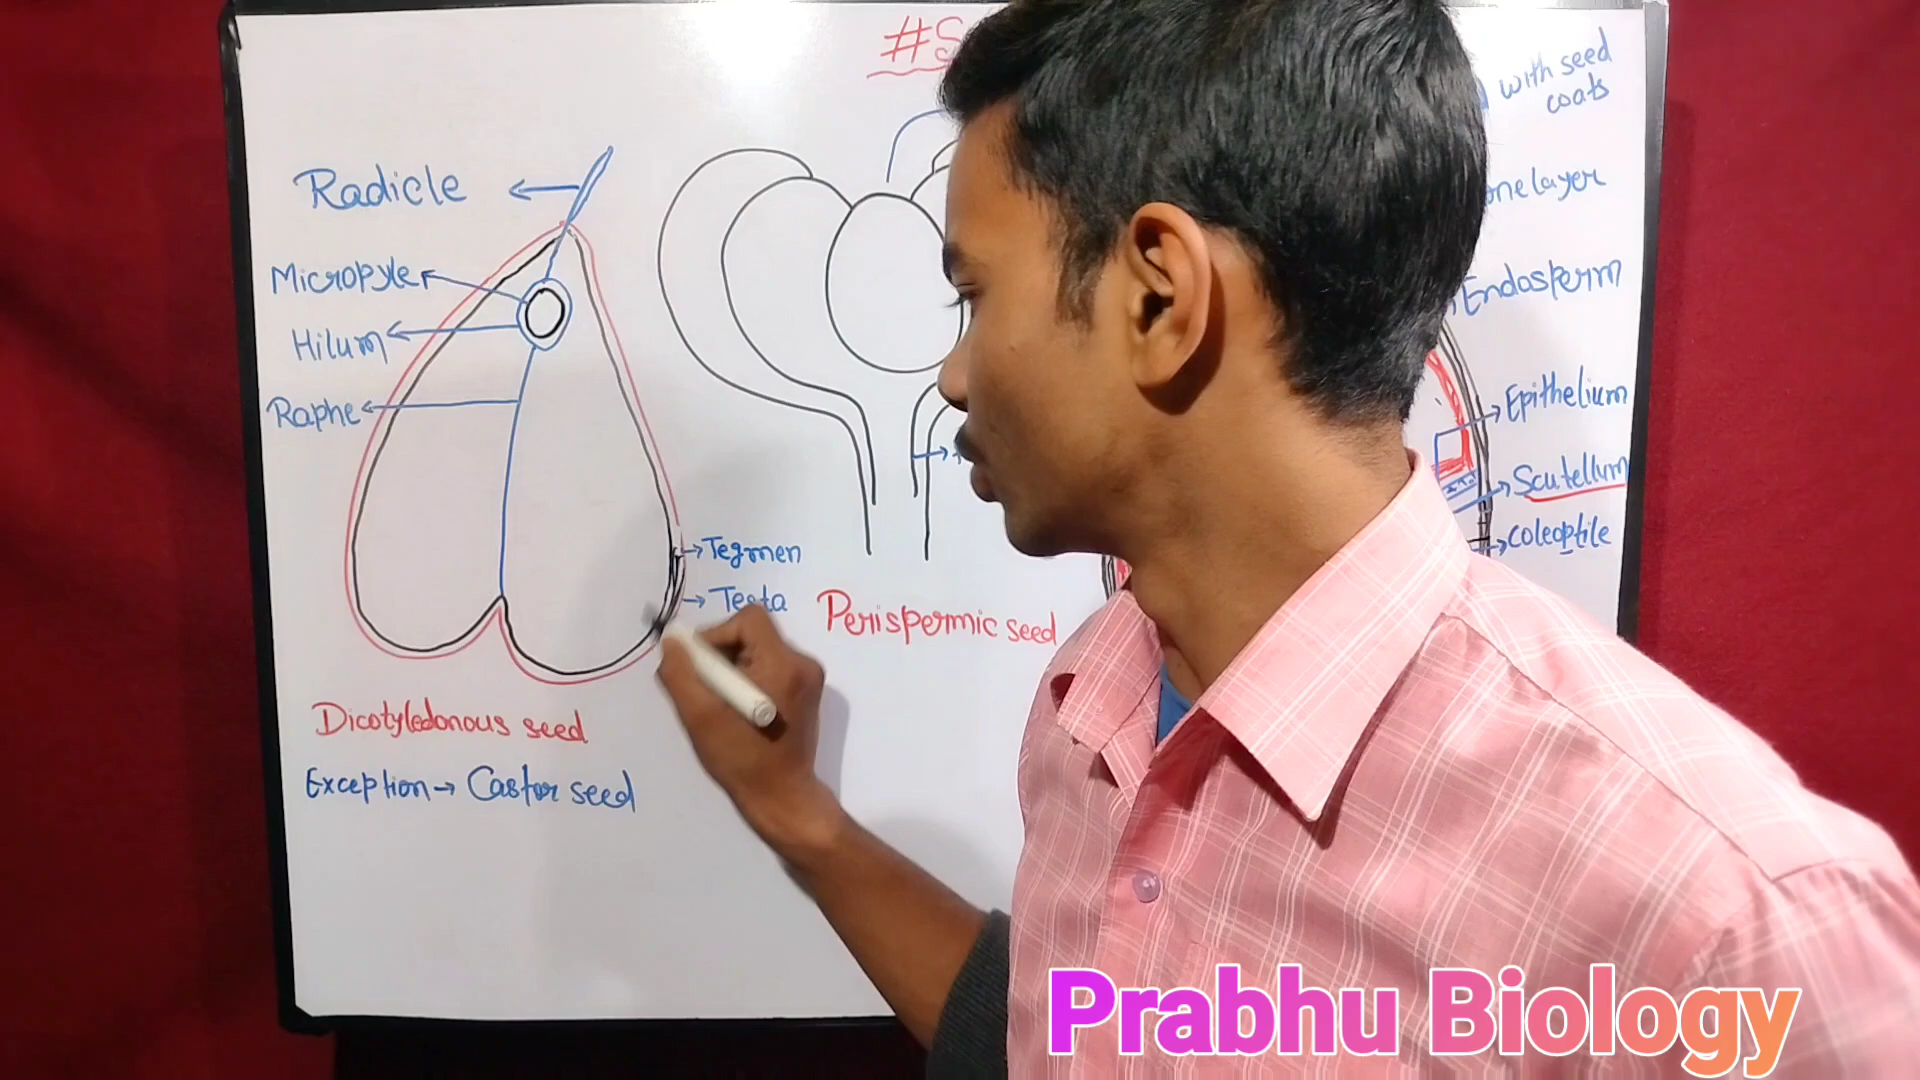 #S
with seed
coats
Radicle
Micropyle
Hilum
Raphe
one layer
Endosperm
Epithelium
Scutellum
coleoptile
Tegmen
Testa
Perispermic seed
Dicotyledonous seed
Exception → Castor seed
Prabhu Biology